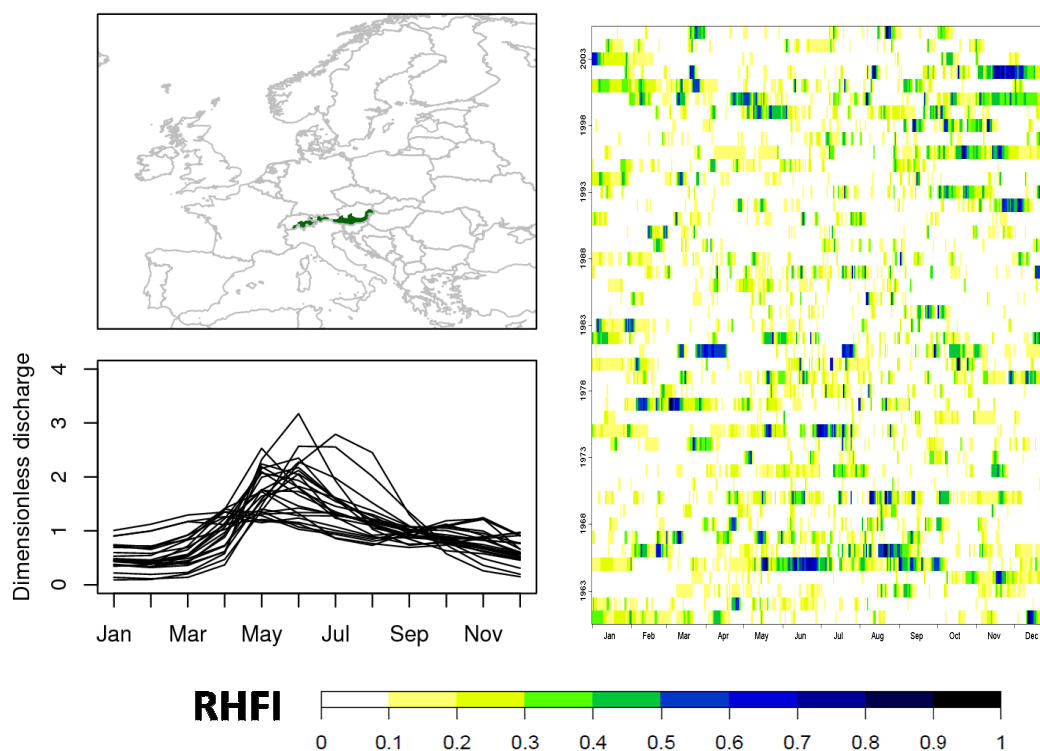 2003
1998
1993
1988
1983
1978
1973
1968
1963
Jan Feb Mar Apr May Jun Jul Aug Sep Oct Nov Dec
Dimensionless discharge
4
3
2
1
0
Jan Mar May Jul Sep Nov
RHFI
0 0.1 0.2 0.3 0.4 0.5 0.6 0.7 0.8 0.9 1